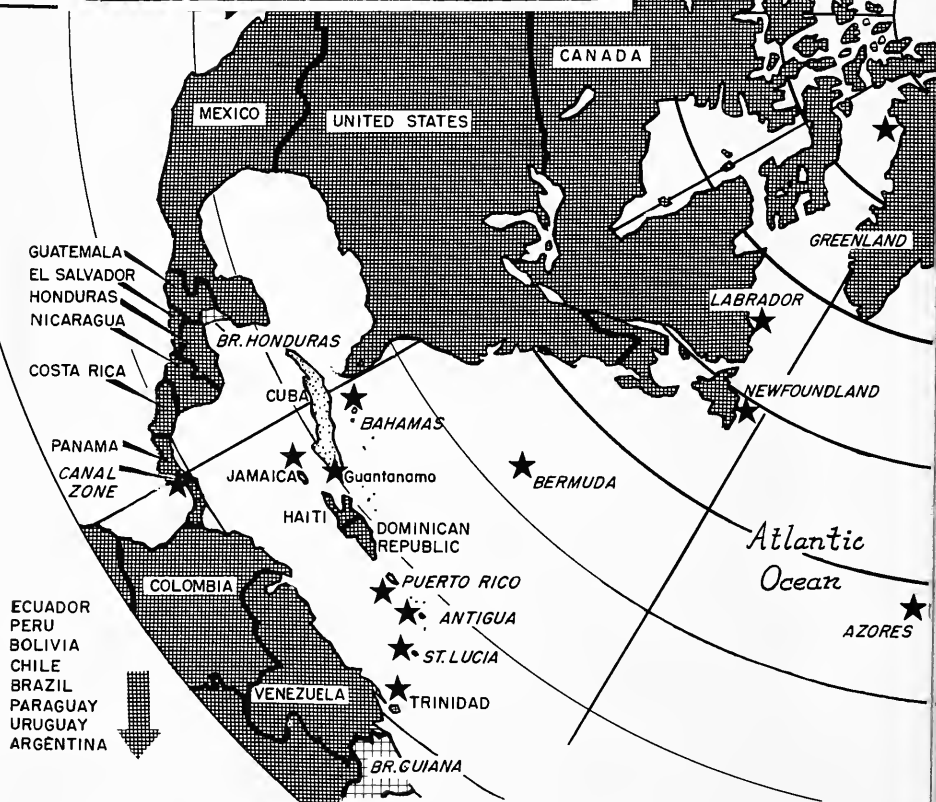 CANADA
MEXICO
UNITED STATES
GREENLAND
GUATEMALA
EL SALVADOR
HONDURAS
NICARAGUA
LABRADOR
BR. HONDURAS
COSTA RICA
CUBA
NEWFOUNDLAND
BAHAMAS
PANAMA
CANAL
ZONE
JAMAICA
Guantanamo
BERMUDA
HAITI
DOMINICAN
REPUBLIC
Atlantic
Ocean
COLOMBIA
PUERTO RICO
ANTIGUA
AZORES
ECUADOR
PERU
BOLIVIA
CHILE
BRAZIL
PARAGUAY
URUGUAY
ARGENTINA
ST. LUCIA
VENEZUELA
TRINIDAD
BR. GUIANA